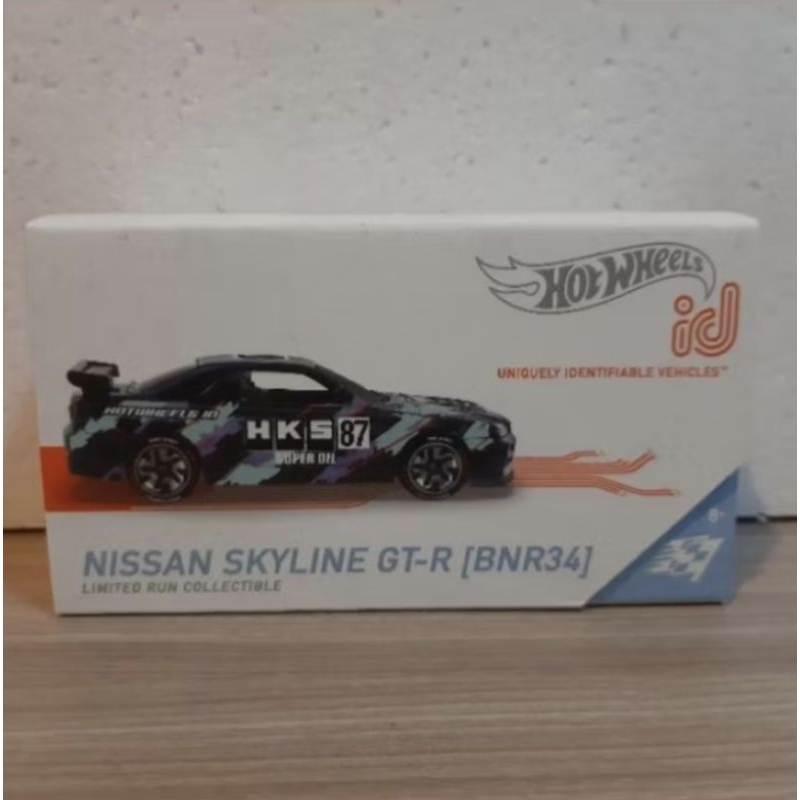 Hot Wheels
id
UNIQUELY IDENTIFIABLE VEHICLES™
HOTWHEELS ID
HKS 87
SUPER OIL
NISSAN SKYLINE GT-R [BNR34]
LIMITED RUN COLLECTIBLE